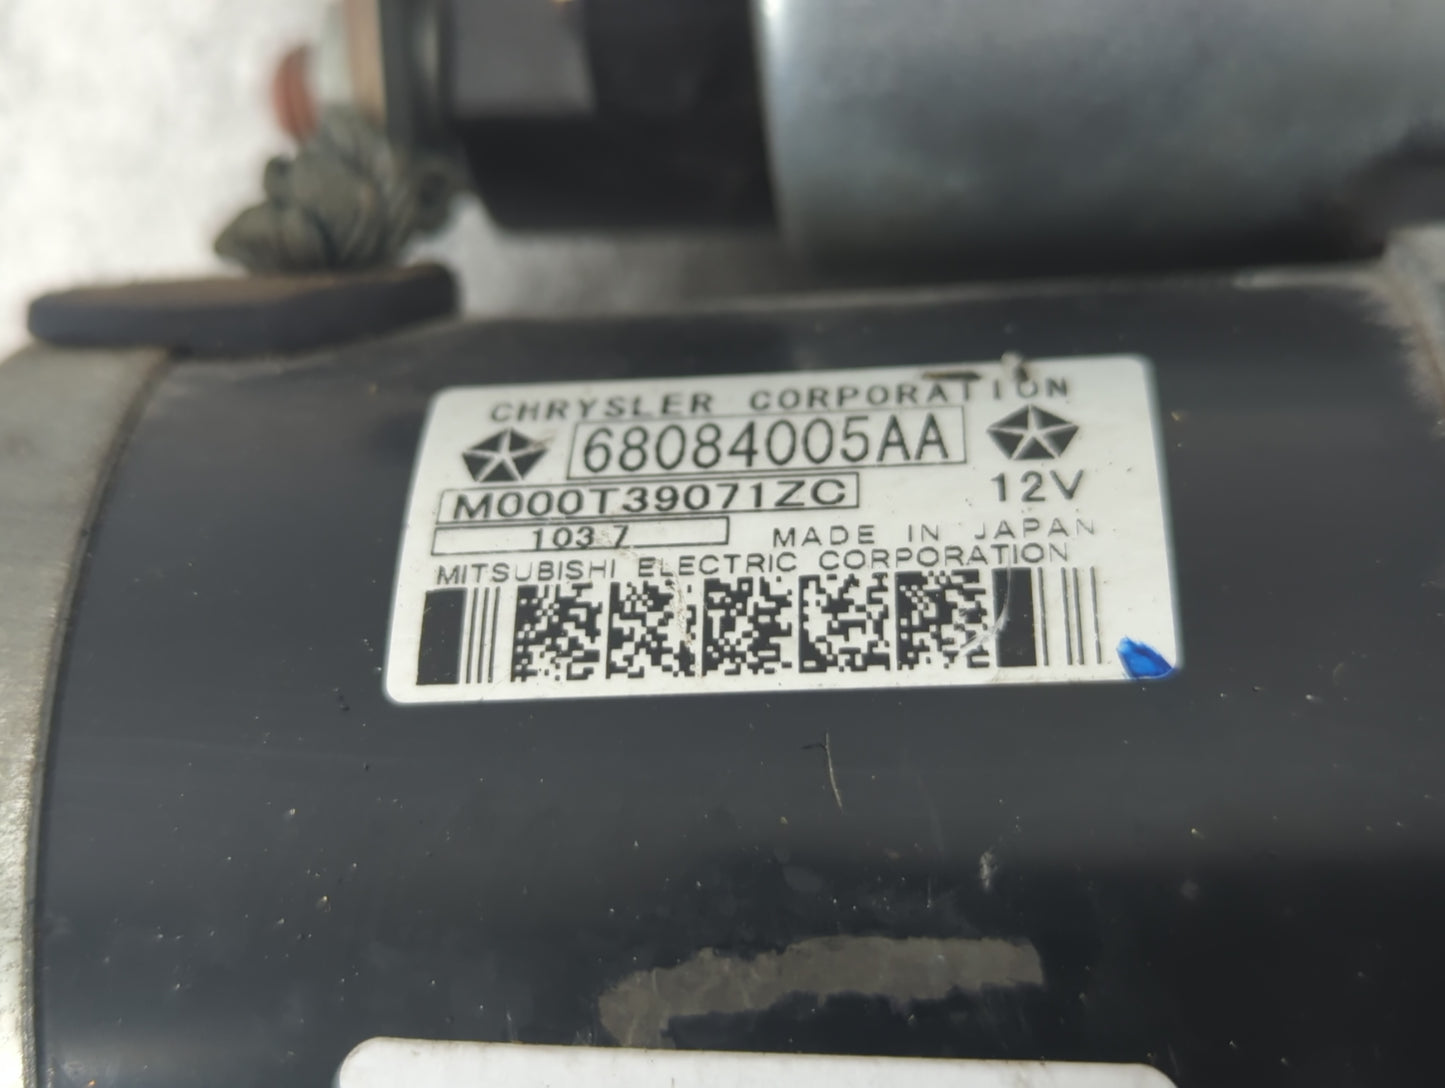 CHRYSLER CORPORATION
68084005AA
M000T39071ZC
12V
1037
MADE IN JAPAN
MITSUBISHI ELECTRIC CORPORATION